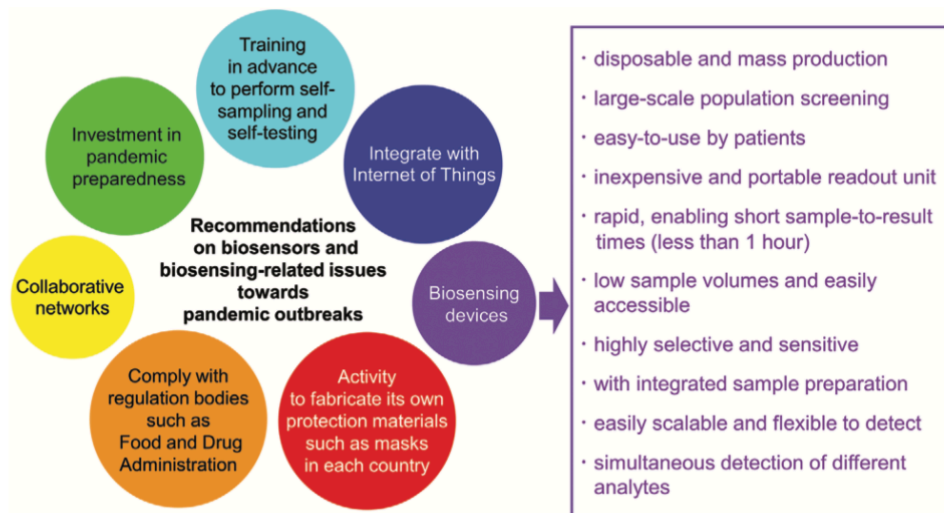 Training
in advance
to perform self-
sampling and
self-testing
Investment in
pandemic
preparedness
Integrate with
Internet of Things
Recommendations
on biosensors and
biosensing-related issues
towards
pandemic outbreaks
Collaborative
networks
Biosensing
devices
Comply with
regulation bodies
such as
Food and Drug
Administration
Activity
to fabricate its own
protection materials
such as masks
in each country
· disposable and mass production
· large-scale population screening
· easy-to-use by patients
· inexpensive and portable readout unit
· rapid, enabling short sample-to-result
times (less than 1 hour)
· low sample volumes and easily
accessible
· highly selective and sensitive
· with integrated sample preparation
· easily scalable and flexible to detect
· simultaneous detection of different
analytes